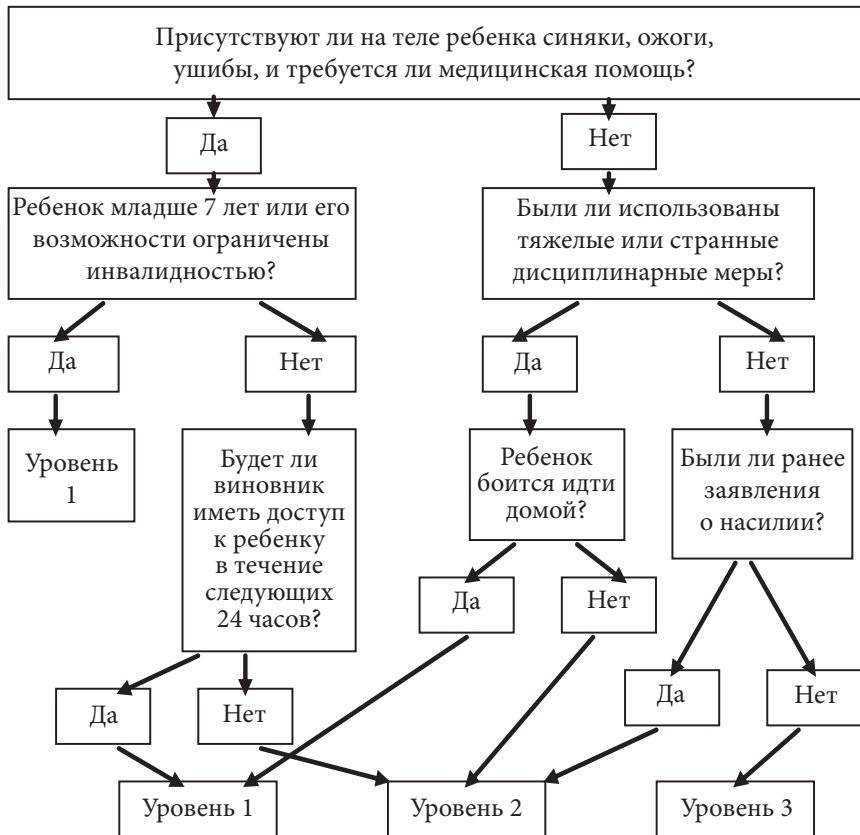 Присутствуют ли на теле ребенка синяки, ожоги,
ушибы, и требуется ли медицинская помощь?
Да
Нет
Ребенок младше 7 лет или его
возможности ограничены
инвалидностью?
Были ли использованы
тяжелые или странные
дисциплинарные меры?
Да
Нет
Да
Нет
Уровень
1
Будет ли
виновник
иметь доступ
к ребенку
в течение
следующих
24 часов?
Ребенок
боится идти
домой?
Были ли ранее
заявления
о насилии?
Да
Нет
Да
Нет
Да
Нет
Уровень 1
Уровень 2
Уровень 3